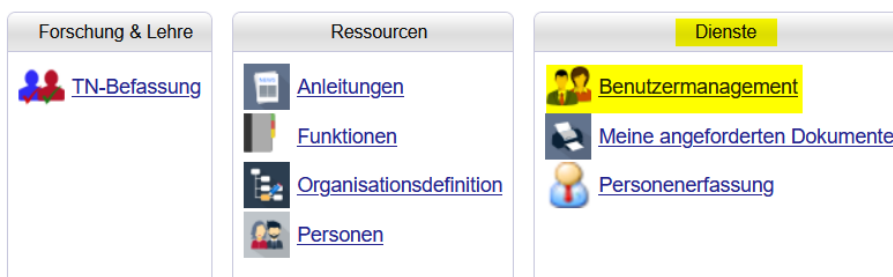 Forschung & Lehre
TN-Befassung
Ressourcen
Anleitungen
Funktionen
Organisationsdefinition
Personen
Dienste
Benutzermanagement
Meine angeforderten Dokumente
Personenerfassung